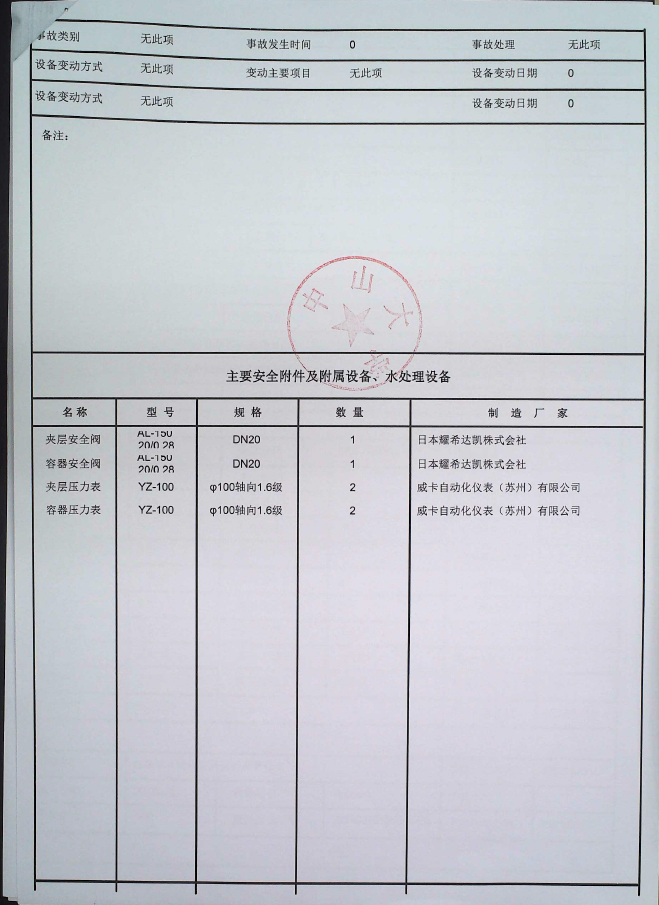 事故类别 无此项 事故发生时间 0 事故处理 无此项
设备变动方式 无此项 变动主要项目 无此项 设备变动日期 0
设备变动方式 无此项 设备变动日期 0
备注：
中山大学
主要安全附件及附属设备、水处理设备
名称 型号 规格 数量 制造厂家
夹层安全阀 AL-150 20/0.28 DN20 1 日本耀希达凯株式会社
容器安全阀 AL-150 20/0.28 DN20 1 日本耀希达凯株式会社
夹层压力表 YZ-100 φ100轴向1.6级 2 威卡自动化仪表（苏州）有限公司
容器压力表 YZ-100 φ100轴向1.6级 2 威卡自动化仪表（苏州）有限公司